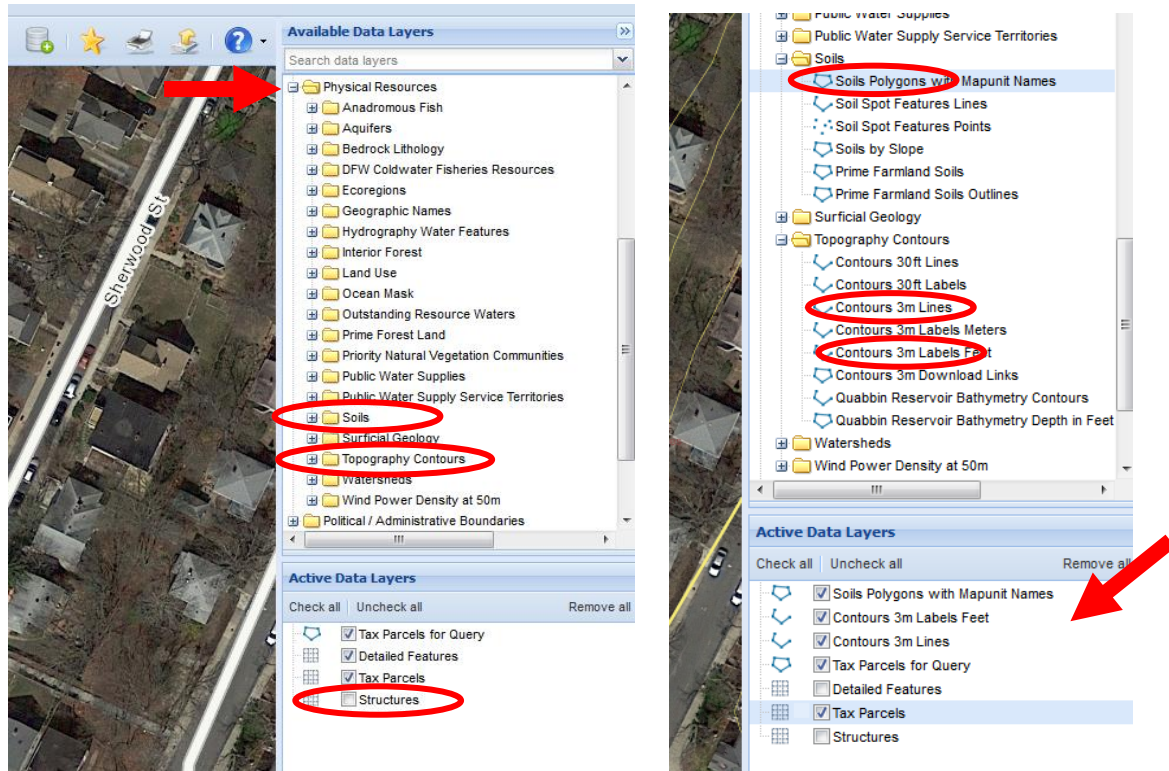 Available Data Layers
Search data layers
Physical Resources
Anadromous Fish
Aquifers
Bedrock Lithology
DFW Coldwater Fisheries Resources
Ecoregions
Geographic Names
Hydrography Water Features
Interior Forest
Land Use
Ocean Mask
Outstanding Resource Waters
Prime Forest Land
Priority Natural Vegetation Communities
Public Water Supplies
Public Water Supply Service Territories
Soils
Surficial Geology
Topography Contours
Watersheds
Wind Power Density at 50m
Political / Administrative Boundaries
Active Data Layers
Check all Uncheck all Remove all
Tax Parcels for Query
Detailed Features
Tax Parcels
Structures
Sherwood St
Public Water Supplies
Public Water Supply Service Territories
Soils
Soils Polygons with Mapunit Names
Soil Spot Features Lines
Soil Spot Features Points
Soils by Slope
Prime Farmland Soils
Prime Farmland Soils Outlines
Surficial Geology
Topography Contours
Contours 30ft Lines
Contours 30ft Labels
Contours 3m Lines
Contours 3m Labels Meters
Contours 3m Labels Feet
Contours 3m Download Links
Quabbin Reservoir Bathymetry Contours
Quabbin Reservoir Bathymetry Depth in Feet
Watersheds
Wind Power Density at 50m
Active Data Layers
Check all Uncheck all Remove all
Soils Polygons with Mapunit Names
Contours 3m Labels Feet
Contours 3m Lines
Tax Parcels for Query
Detailed Features
Tax Parcels
Structures